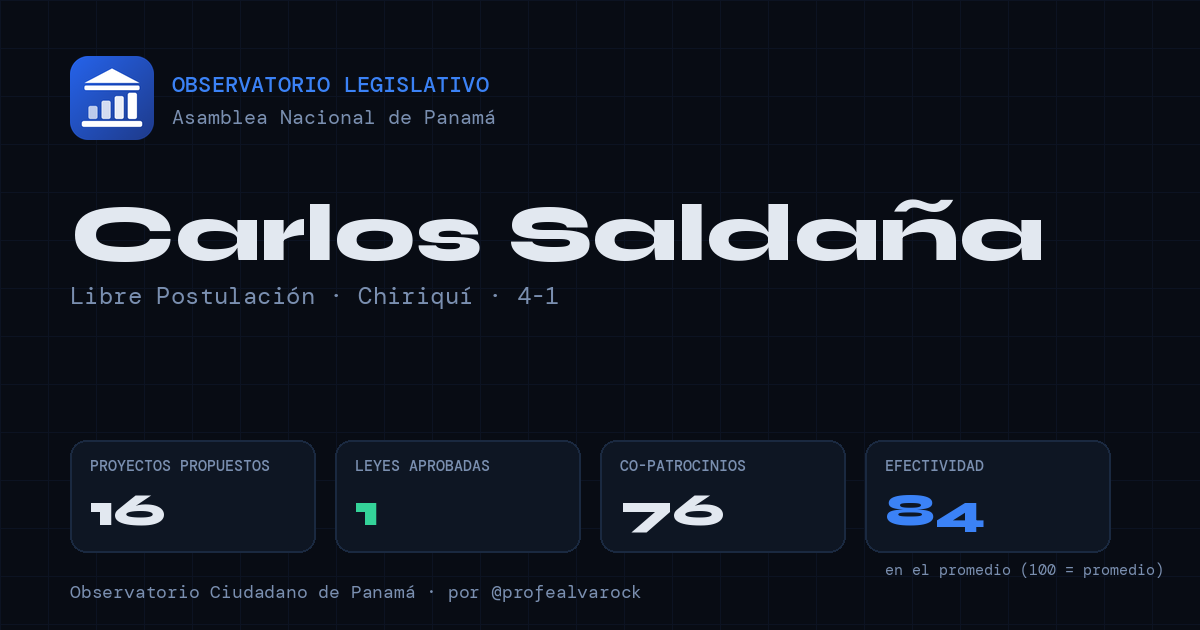 OBSERVATORIO LEGISLATIVO
Asamblea Nacional de Panamá
Carlos Saldaña
Libre Postulación · Chiriquí · 4-1
PROYECTOS PROPUESTOS
16
LEYES APROBADAS
1
CO-PATROCINIOS
76
EFECTIVIDAD
84
en el promedio (100 = promedio)
Observatorio Ciudadano de Panamá · por @profealvarock